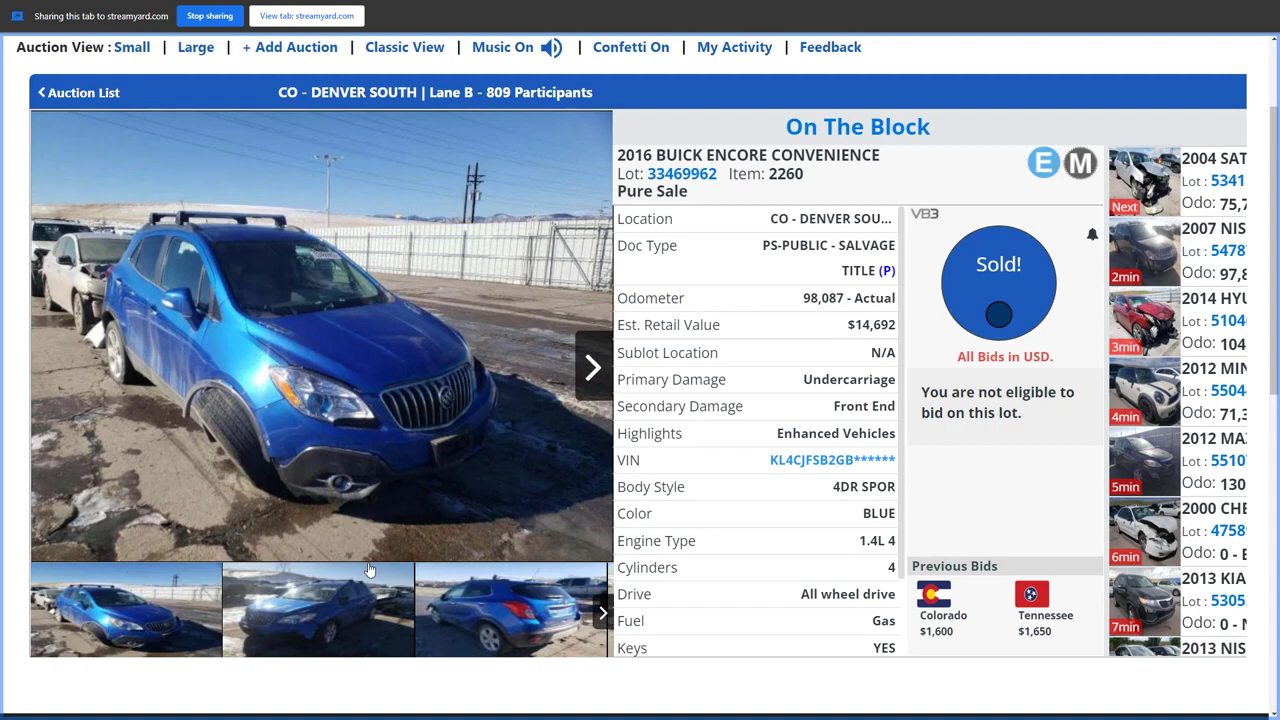 Sharing this tab to streamyard.com
Stop sharing
View tab: streamyard.com
Auction View : Small | Large | + Add Auction | Classic View | Music On | Confetti On | My Activity | Feedback
Auction List
CO - DENVER SOUTH | Lane B - 809 Participants
On The Block
2016 BUICK ENCORE CONVENIENCE
Lot: 33469962 Item: 2260
Pure Sale
E M
Location CO - DENVER SOU...
Doc Type PS-PUBLIC - SALVAGE
TITLE (P)
Odometer 98,087 - Actual
Est. Retail Value $14,692
Sublot Location N/A
Primary Damage Undercarriage
Secondary Damage Front End
Highlights Enhanced Vehicles
VIN KL4CJFSB2GB******
Body Style 4DR SPOR
Color BLUE
Engine Type 1.4L 4
Cylinders 4
Drive All wheel drive
Fuel Gas
Keys YES
VB3
Sold!
All Bids in USD.
You are not eligible to
bid on this lot.
Previous Bids
Colorado
$1,600
Tennessee
$1,650
Next
2004 SAT
Lot : 5341
Odo: 75,7
2min
2007 NIS
Lot : 5478
Odo: 97,8
3min
2014 HYU
Lot : 5104
Odo: 104
4min
2012 MIN
Lot : 5504
Odo: 71,3
5min
2012 MA
Lot : 5510
Odo: 130
6min
2000 CHE
Lot : 4758
Odo: 0 - E
7min
2013 KIA
Lot : 5305
Odo: 0 - N
2013 NIS